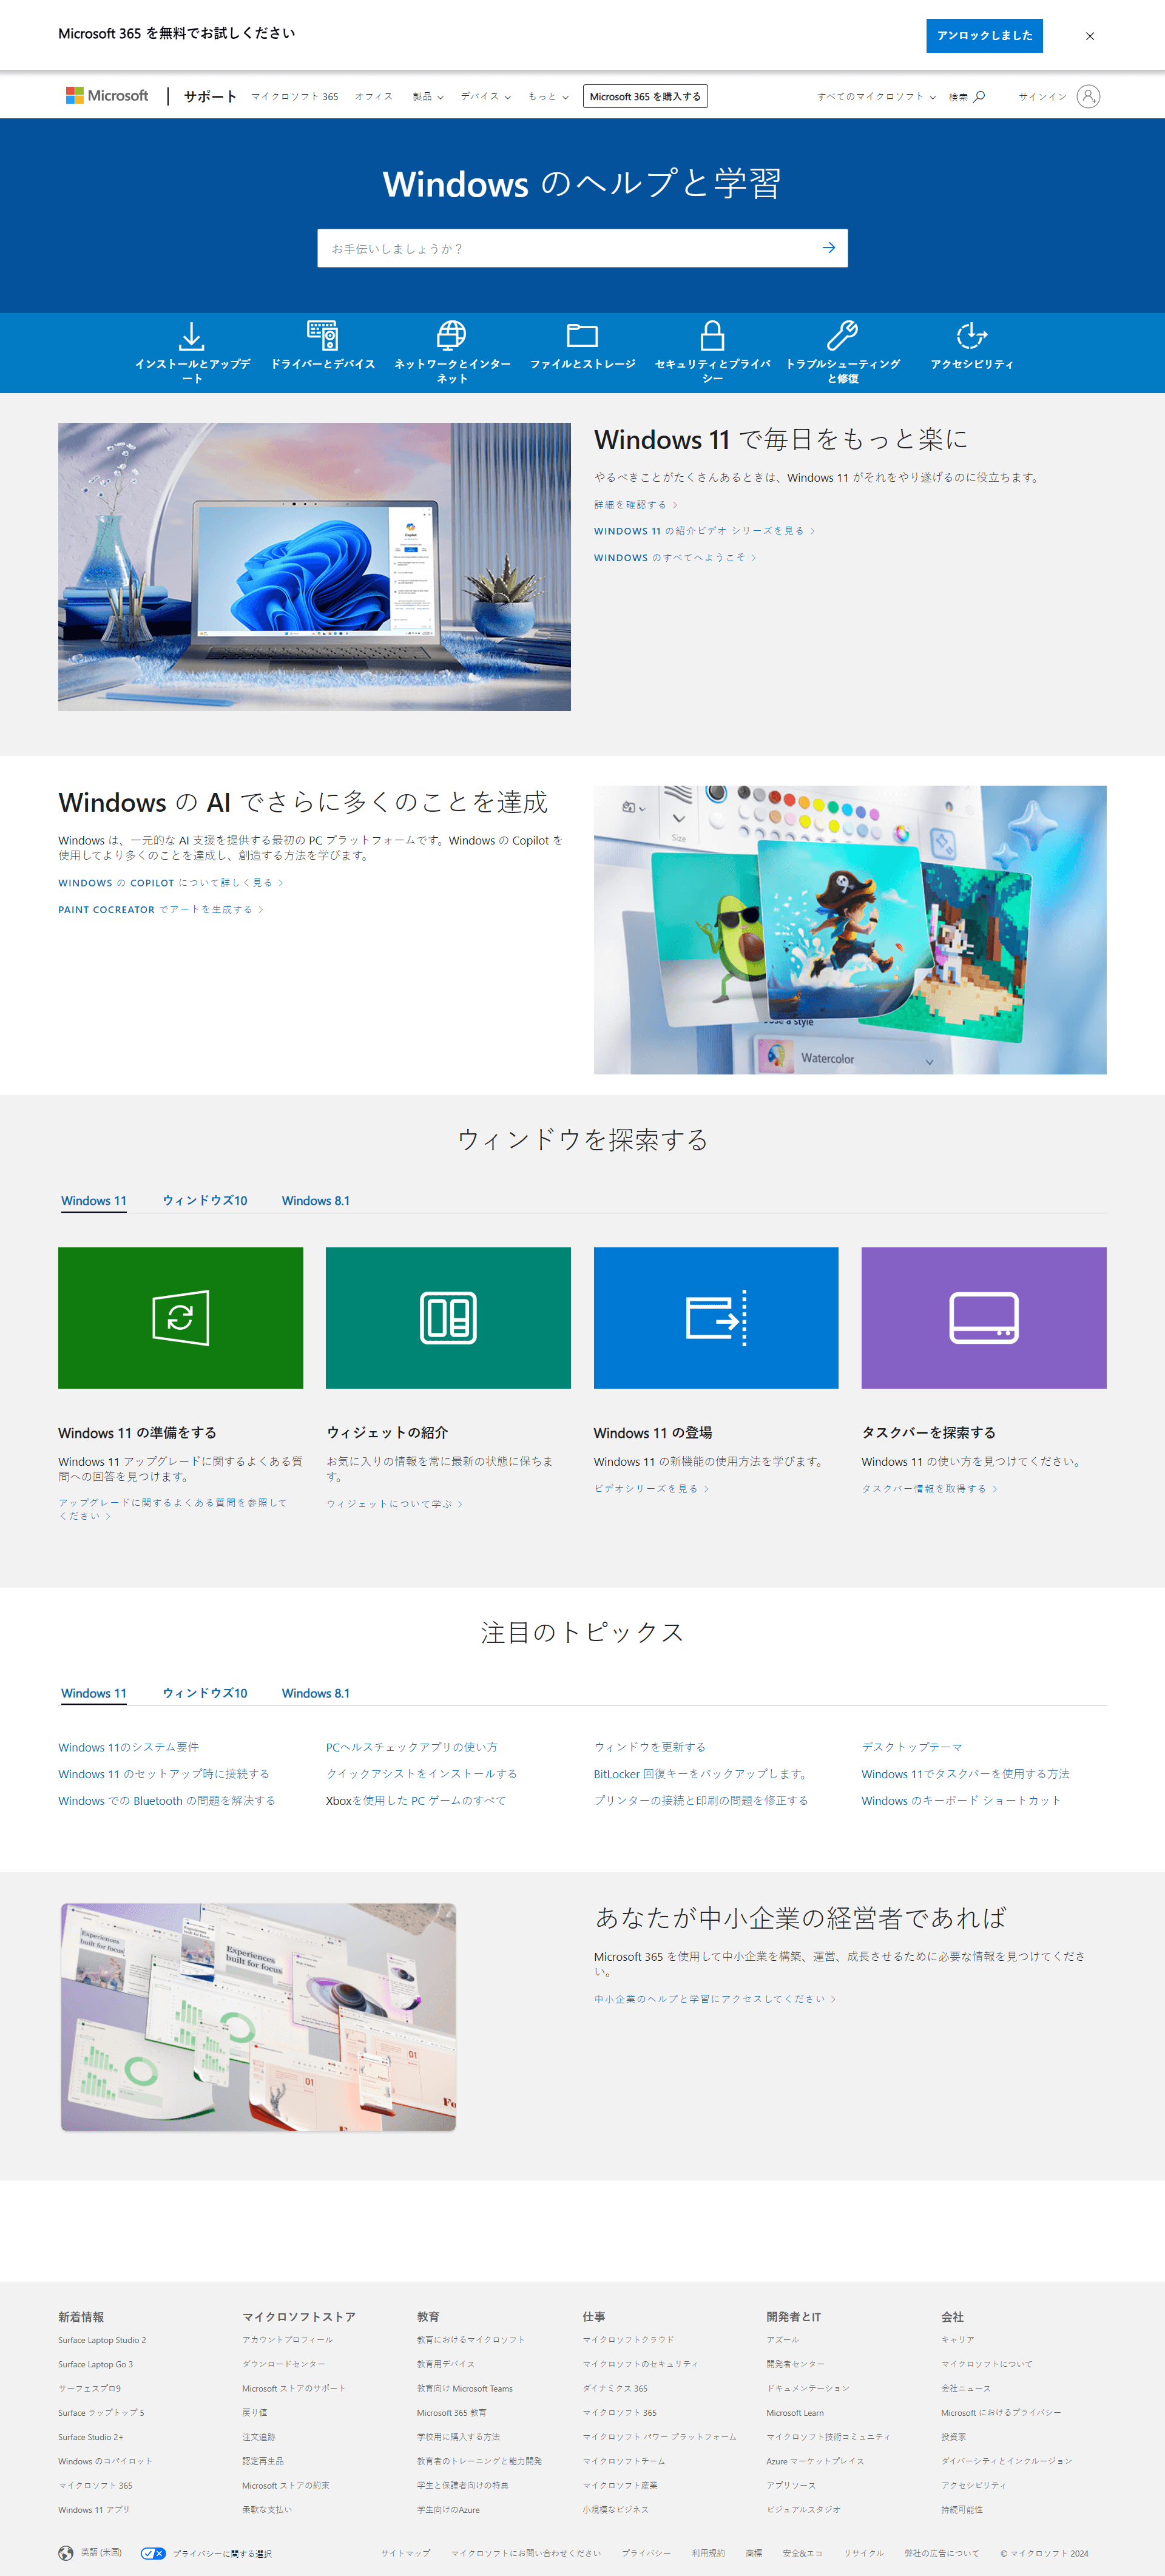 Microsoft 365 を無料でお試しください
アンロックしました
Microsoft
サポート
マイクロソフト 365
オフィス
製品
デバイス
もっと
Microsoft 365 を購入する
すべてのマイクロソフト
検索
サインイン
Windows のヘルプと学習
お手伝いしましょうか？
インストールとアップデ
ート
ドライバーとデバイス
ネットワークとインター
ネット
ファイルとストレージ
セキュリティとプライバ
シー
トラブルシューティング
と修復
アクセシビリティ
Windows 11 で毎日をもっと楽に
やるべきことがたくさんあるときは、Windows 11 がそれをやり遂げるのに役立ちます。
詳細を確認する
WINDOWS 11 の紹介ビデオ シリーズを見る
WINDOWS のすべてへようこそ
Copilot
Windows の AI でさらに多くのことを達成
Windows は、一元的な AI 支援を提供する最初の PC プラットフォームです。Windows の Copilot を
使用してより多くのことを達成し、創造する方法を学びます。
WINDOWS の COPILOT について詳しく見る
PAINT COCREATOR でアートを生成する
Size
a style
Watercolor
ウィンドウを探索する
Windows 11
ウィンドウズ10
Windows 8.1
Windows 11 の準備をする
Windows 11 アップグレードに関するよくある質
問への回答を見つけます。
アップグレードに関するよくある質問を参照して
ください
ウィジェットの紹介
お気に入りの情報を常に最新の状態に保ちま
す。
ウィジェットについて学ぶ
Windows 11 の登場
Windows 11 の新機能の使用方法を学びます。
ビデオシリーズを見る
タスクバーを探索する
Windows 11 の使い方を見つけてください。
タスクバー情報を取得する
注目のトピックス
Windows 11
ウィンドウズ10
Windows 8.1
Windows 11のシステム要件
PCヘルスチェックアプリの使い方
ウィンドウを更新する
デスクトップテーマ
Windows 11 のセットアップ時に接続する
クイックアシストをインストールする
BitLocker 回復キーをバックアップします。
Windows 11でタスクバーを使用する方法
Windows での Bluetooth の問題を解決する
Xboxを使用した PC ゲームのすべて
プリンターの接続と印刷の問題を修正する
Windows のキーボード ショートカット
Experiences
built for focus
Experiences
built for focus
01
01
Fe
あなたが中小企業の経営者であれば
Microsoft 365 を使用して中小企業を構築、運営、成長させるために必要な情報を見つけてくださ
い。
中小企業のヘルプと学習にアクセスしてください
新着情報
Surface Laptop Studio 2
Surface Laptop Go 3
サーフェスプロ9
Surface ラップトップ 5
Surface Studio 2+
Windows のコパイロット
マイクロソフト 365
Windows 11 アプリ
マイクロソフトストア
アカウントプロフィール
ダウンロードセンター
Microsoft ストアのサポート
戻り値
注文追跡
認定再生品
Microsoft ストアの約束
柔軟な支払い
教育
教育におけるマイクロソフト
教育用デバイス
教育向け Microsoft Teams
Microsoft 365 教育
学校用に購入する方法
教育者のトレーニングと能力開発
学生と保護者向けの特典
学生向けのAzure
仕事
マイクロソフトクラウド
マイクロソフトのセキュリティ
ダイナミクス 365
マイクロソフト 365
マイクロソフト パワー プラットフォーム
マイクロソフトチーム
マイクロソフト産業
小規模なビジネス
開発者とIT
アズール
開発者センター
ドキュメンテーション
Microsoft Learn
マイクロソフト技術コミュニティ
Azure マーケットプレイス
アプリソース
ビジュアルスタジオ
会社
キャリア
マイクロソフトについて
会社ニュース
Microsoft におけるプライバシー
投資家
ダイバーシティとインクルージョン
アクセシビリティ
持続可能性
英語 (米国)
プライバシーに関する選択
サイトマップ
マイクロソフトにお問い合わせください
プライバシー
利用規約
商標
安全&エコ
リサイクル
弊社の広告について
© マイクロソフト 2024